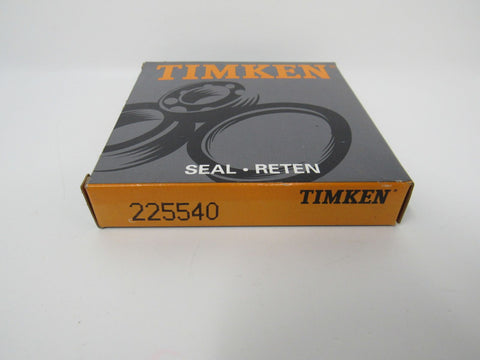 TIMKEN
SEAL · RETEN
225540
TIMKEN